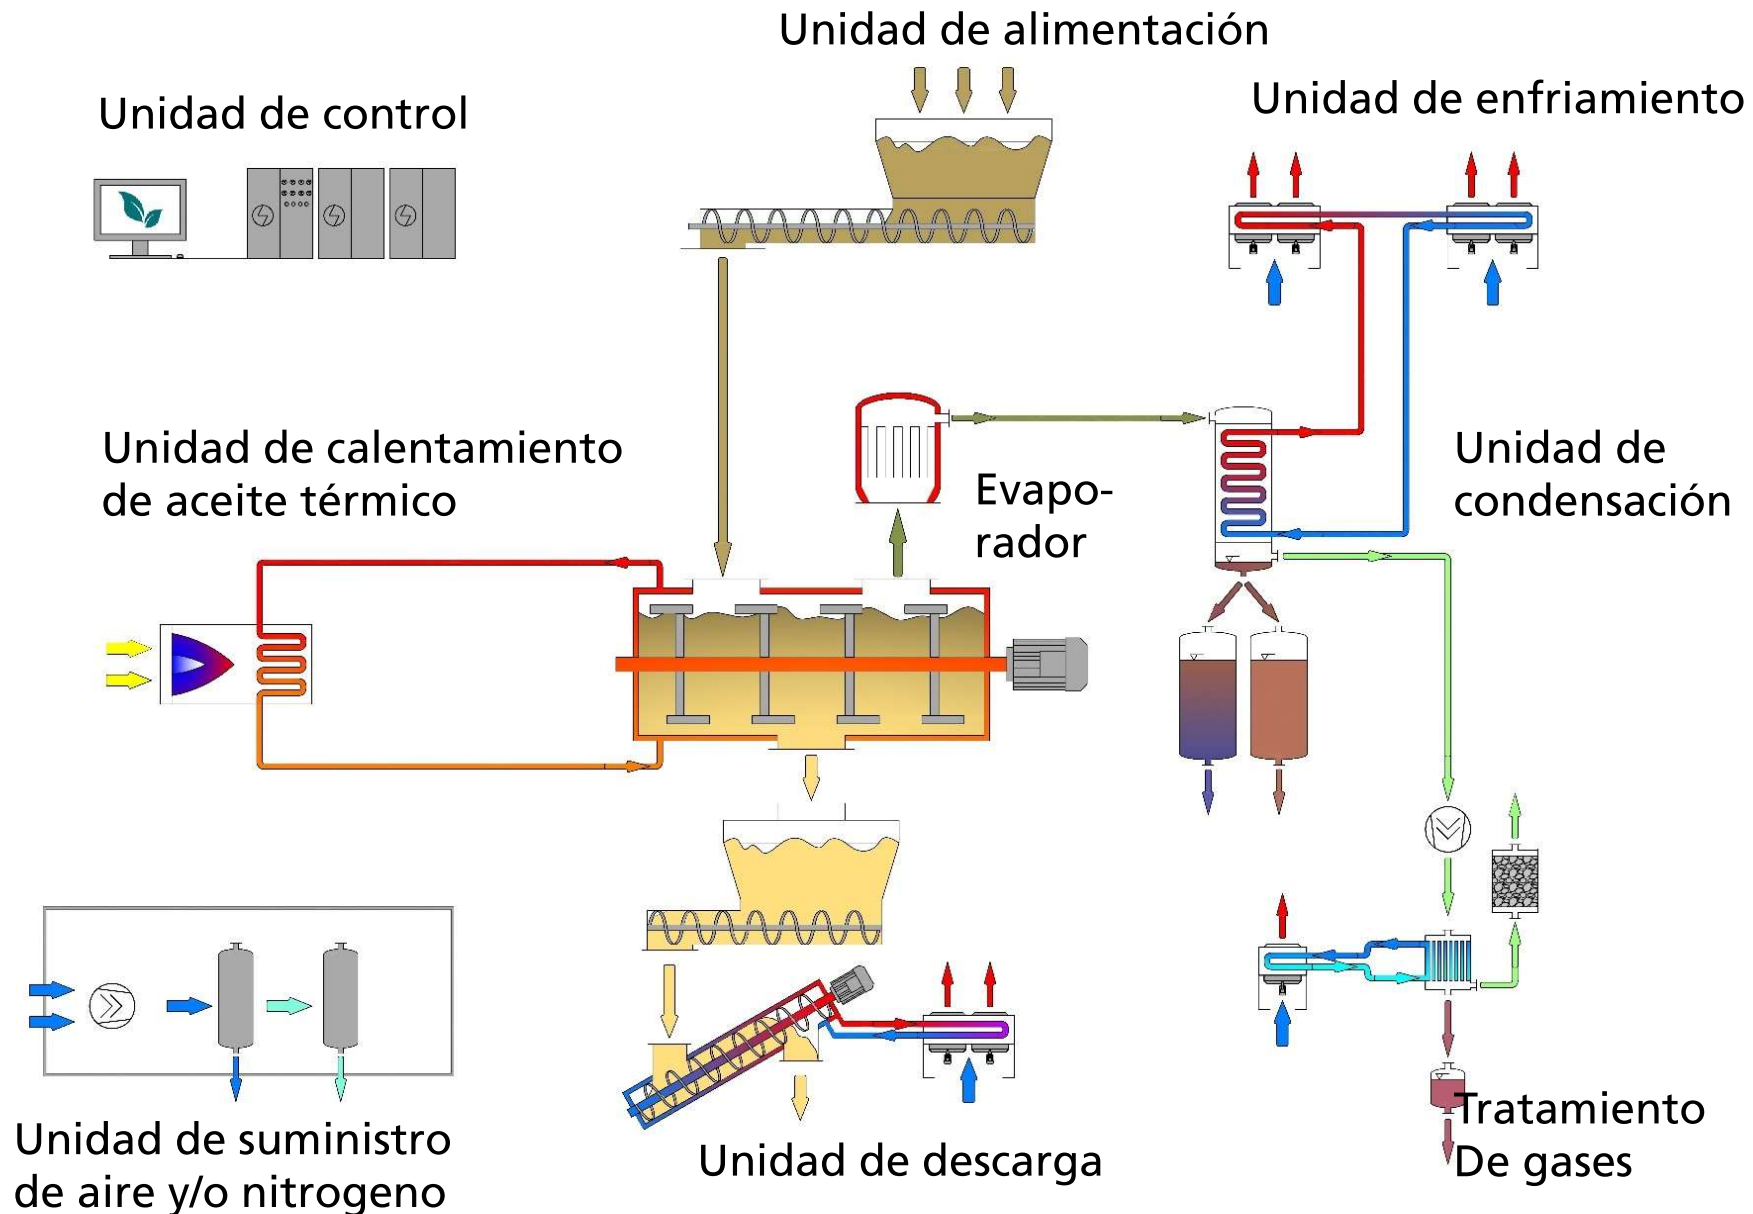 Unidad de alimentación
Unidad de control
Unidad de enfriamiento
Unidad de calentamiento
de aceite térmico
Evapo-
rador
Unidad de
condensación
Unidad de suministro
de aire y/o nitrogeno
Unidad de descarga
Tratamiento
De gases